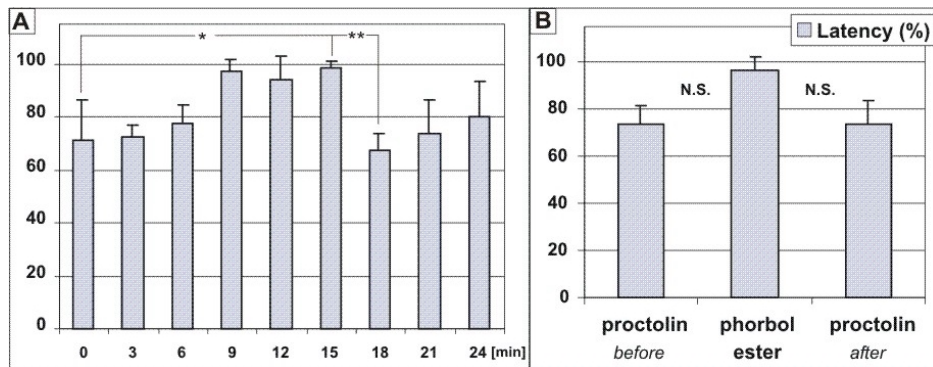 A
* **
100
80
60
40
20
0
0 3 6 9 12 15 18 21 24 [min]
B
Latency (%)
100
80
60
40
20
0
N.S. N.S.
proctolin phorbol proctolin
before ester after